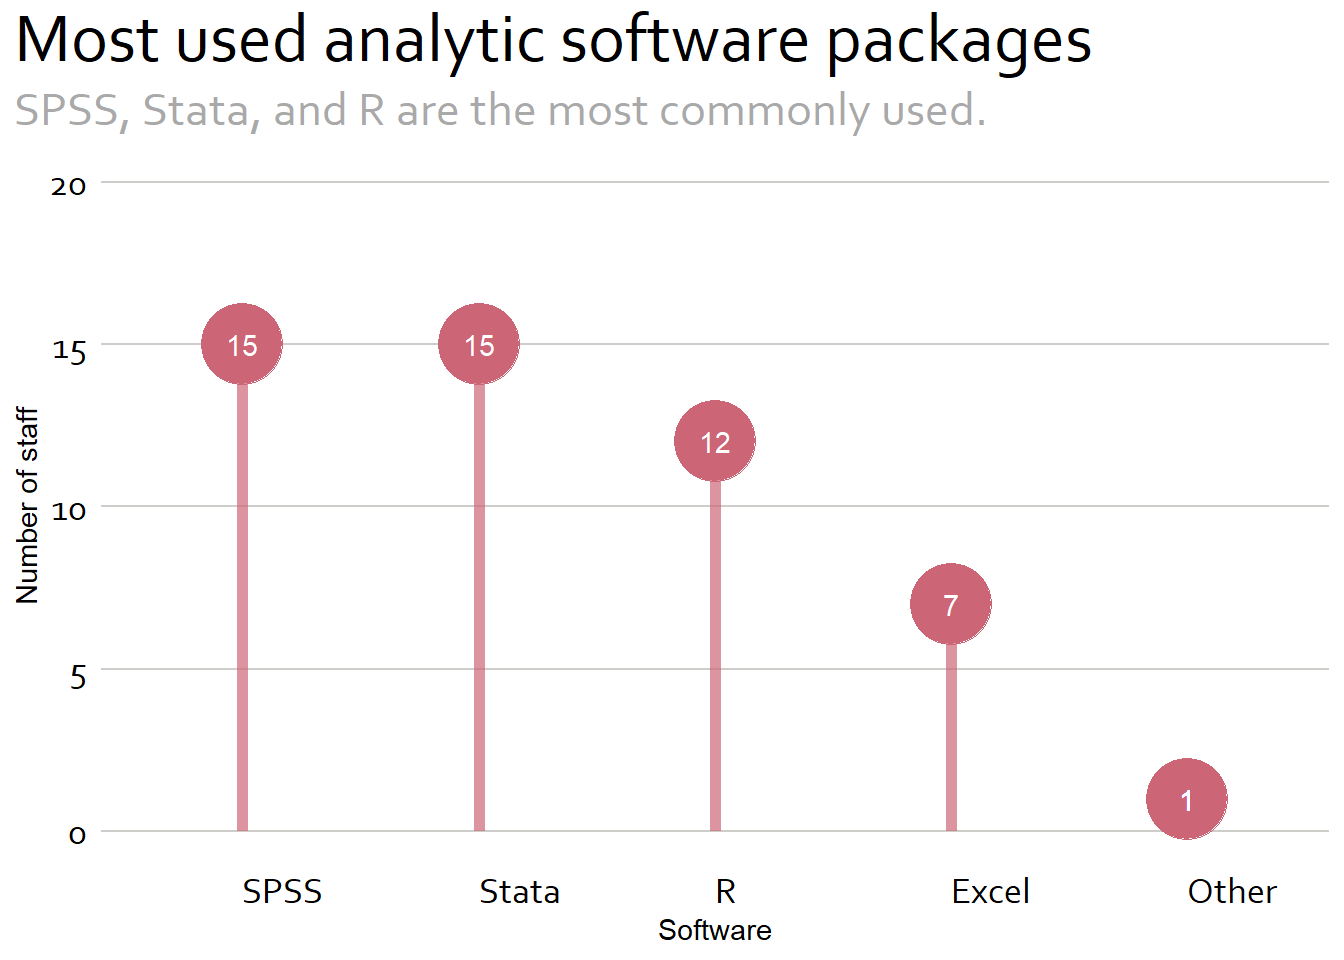 Most used analytic software packages
SPSS, Stata, and R are the most commonly used.
Number of staff
20
15
10
5
0
15
15
12
7
1
SPSS
Stata
R
Excel
Other
Software